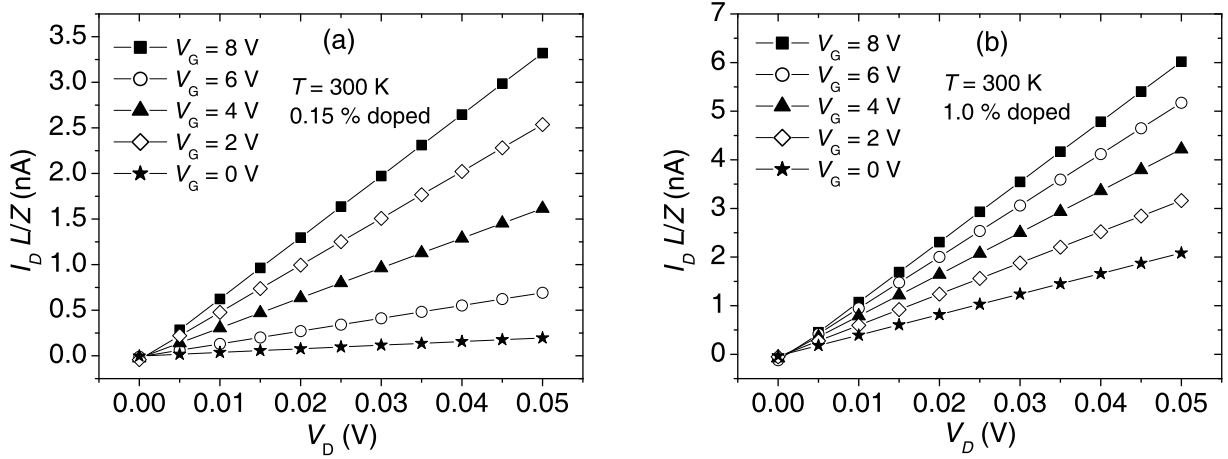 (a)
V_G = 8 V
V_G = 6 V
V_G = 4 V
V_G = 2 V
V_G = 0 V
T = 300 K
0.15 % doped
3.5
3.0
2.5
2.0
1.5
1.0
0.5
0.0
I_D L/Z (nA)
0.00 0.01 0.02 0.03 0.04 0.05
V_D (V)
(b)
V_G = 8 V
V_G = 6 V
V_G = 4 V
V_G = 2 V
V_G = 0 V
T = 300 K
1.0 % doped
7
6
5
4
3
2
1
0
I_D L/Z (nA)
0.00 0.01 0.02 0.03 0.04 0.05
V_D (V)